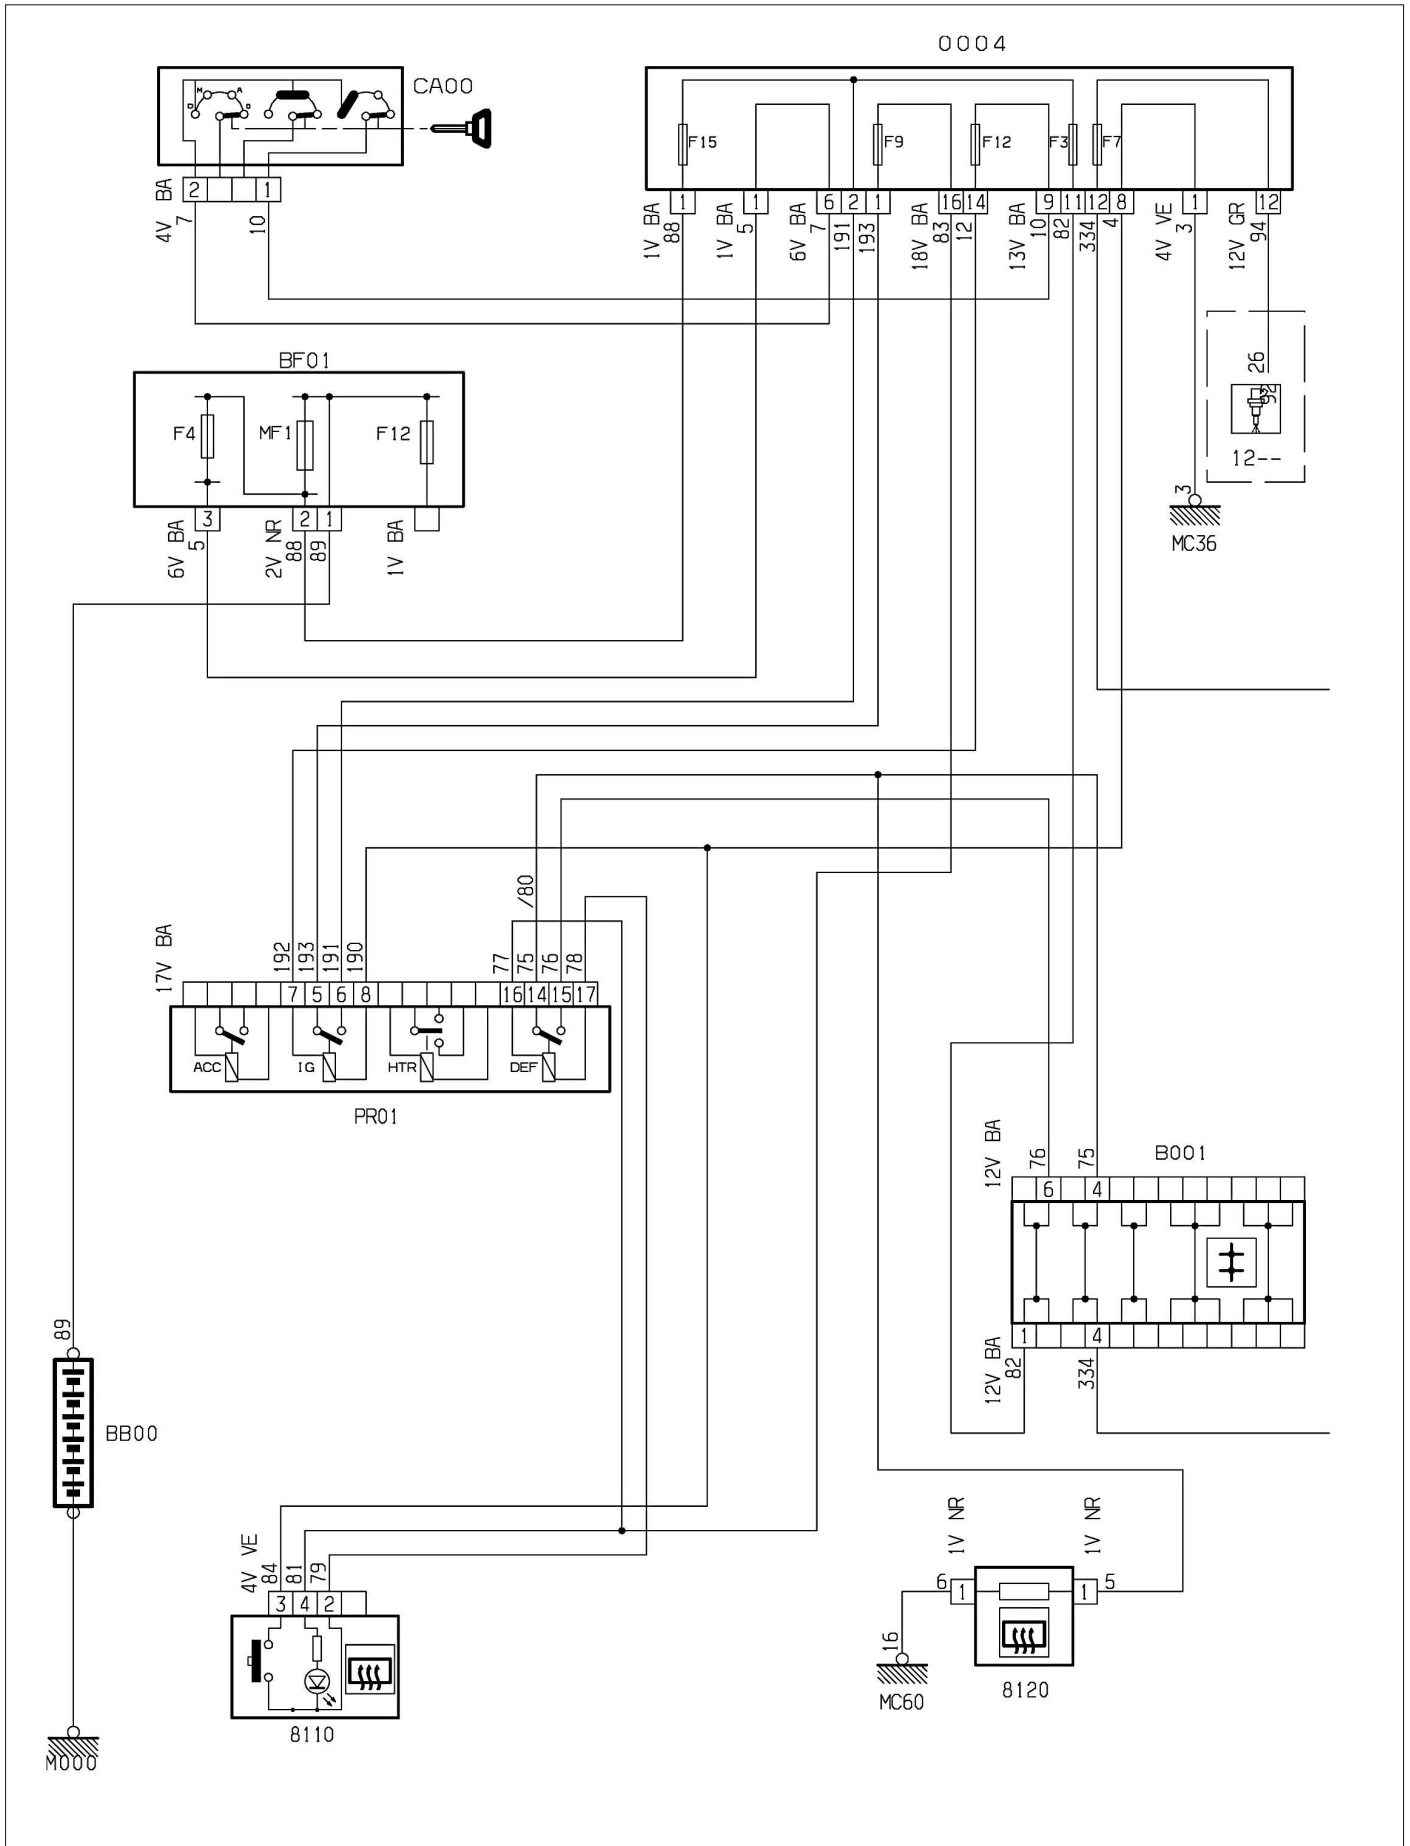 0004
CA00
M A
D D
F15 F9 F12 F3 F7
2 1
4V BA 7 10
1 1 6 2 1 16 14 9 11 12 8 1 12
1V BA 88 1V BA 5 6V BA 7 191 193 18V BA 83 12 13V BA 10 82 334 4 4V VE 3 12V GR 94
BF01
F4 MF1 F12
3 2 1
6V BA 5 2V NR 88 89 1V BA
26
92
12--
3
MC36
17V BA 192 193 191 190 77 75 /80 76 78
7 5 6 8 16 14 15 17
ACC IG HTR DEF
PR01
12V BA 76 75
B001
6 4
1 4
12V BA 82 334
89
BB00
M000
4V VE 84 81 79
3 4 2
8110
1V NR 1V NR
6 1 1 5
16
MC60
8120